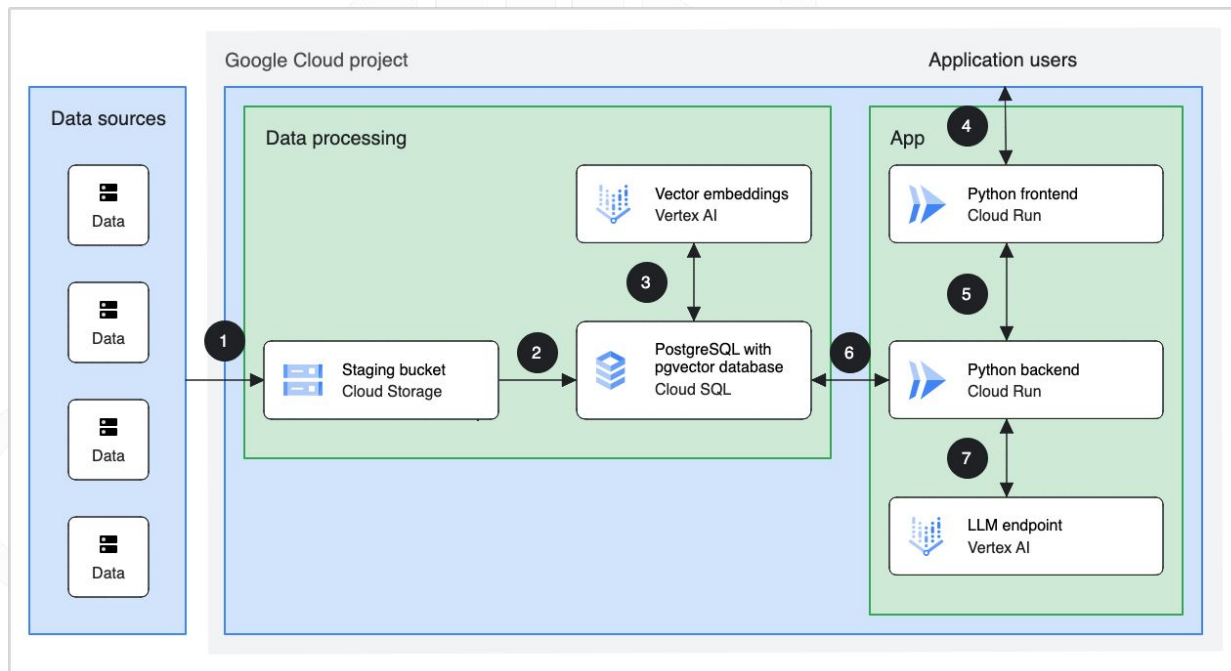 Google Cloud project
Application users
Data sources
Data
Data
Data
Data
1
Data processing
Staging bucket
Cloud Storage
2
Vector embeddings
Vertex AI
3
PostgreSQL with
pgvector database
Cloud SQL
4
App
Python frontend
Cloud Run
5
6
Python backend
Cloud Run
7
LLM endpoint
Vertex AI